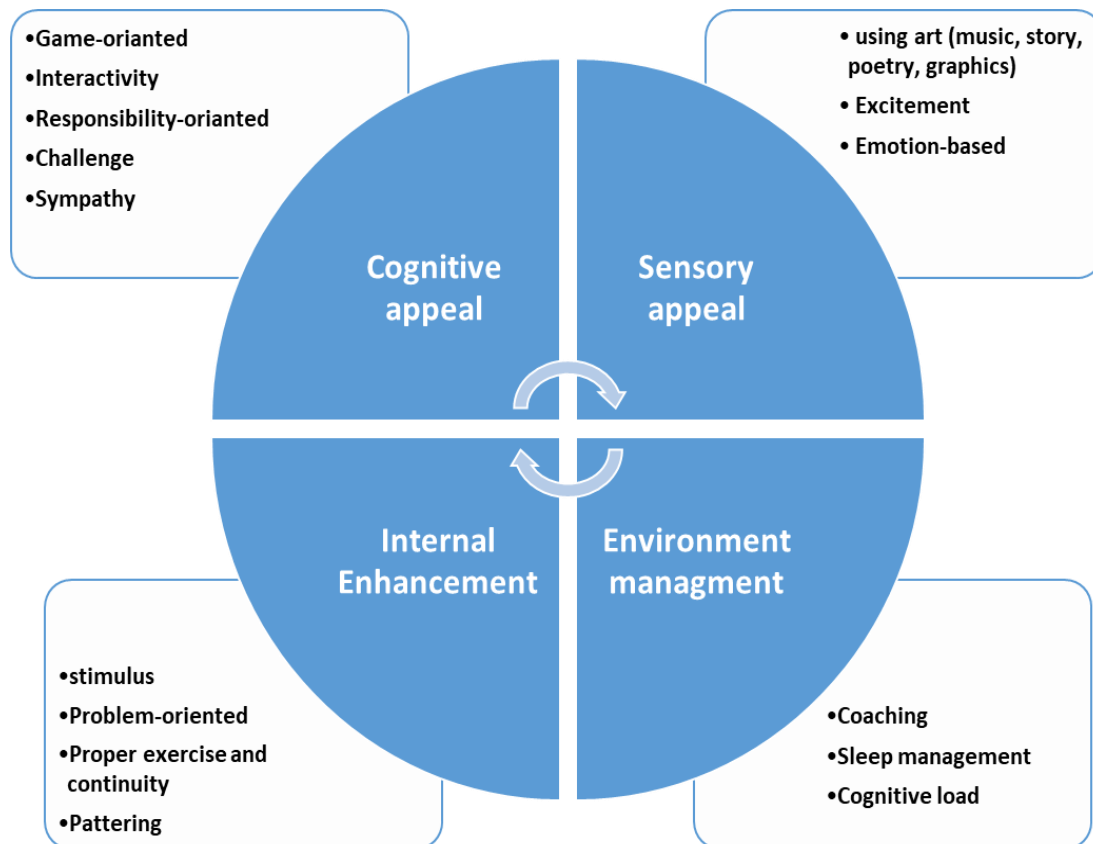 •Game-orianted
•Interactivity
•Responsibility-orianted
•Challenge
•Sympathy
• using art (music, story,
poetry, graphics)
• Excitement
• Emotion-based
Cognitive
appeal
Sensory
appeal
Internal
Enhancement
Environment
managment
•stimulus
•Problem-oriented
•Proper exercise and
continuity
•Pattering
•Coaching
•Sleep management
•Cognitive load